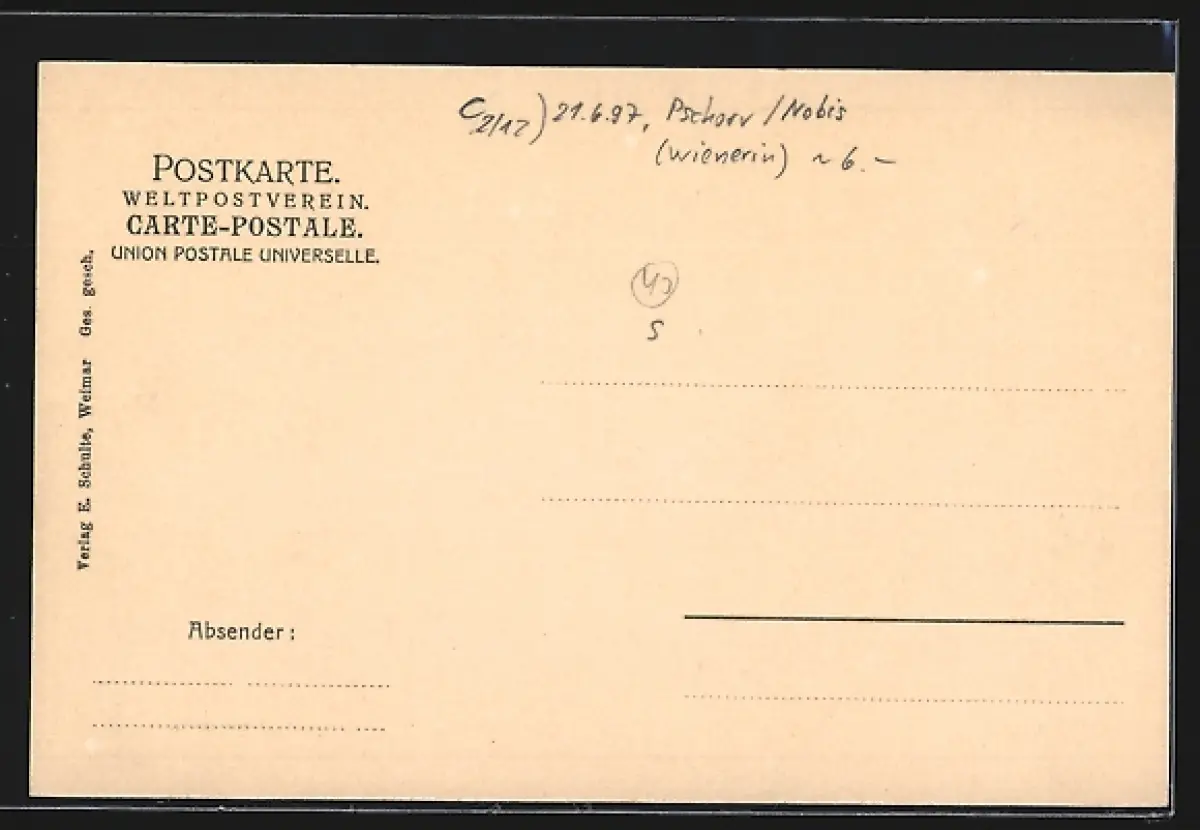 C2/12) 21.6.97, Pschorr / Nobis
(Wienerin) ~ 6.-
POSTKARTE.
WELTPOSTVEREIN.
CARTE-POSTALE.
UNION POSTALE UNIVERSELLE.
Verlag E. Schulte, Weimar Ges. gesch.
S
Absender: